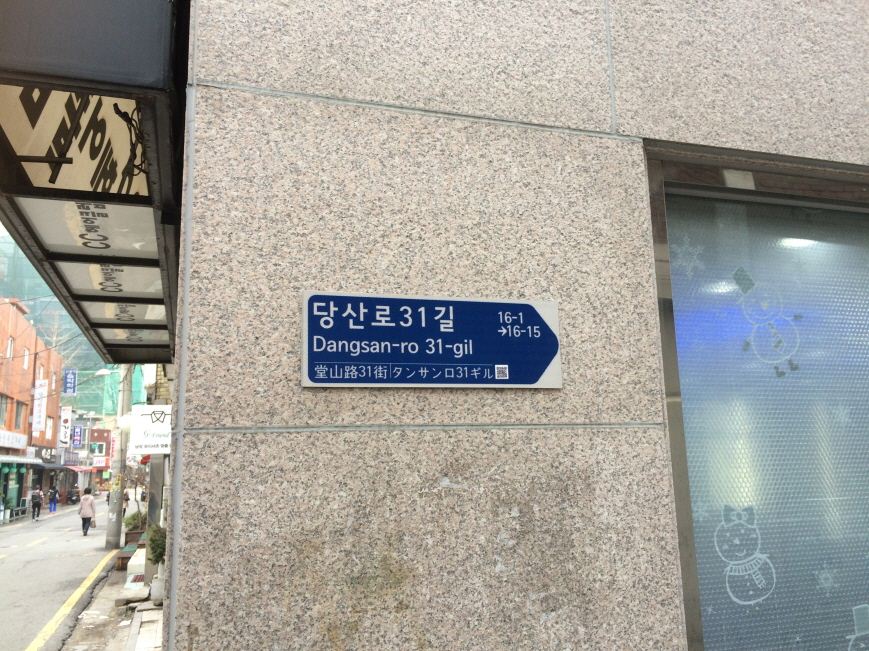 당산로31길
16-1
→16-15
Dangsan-ro 31-gil
堂山路31街 タンサンロ31ギル